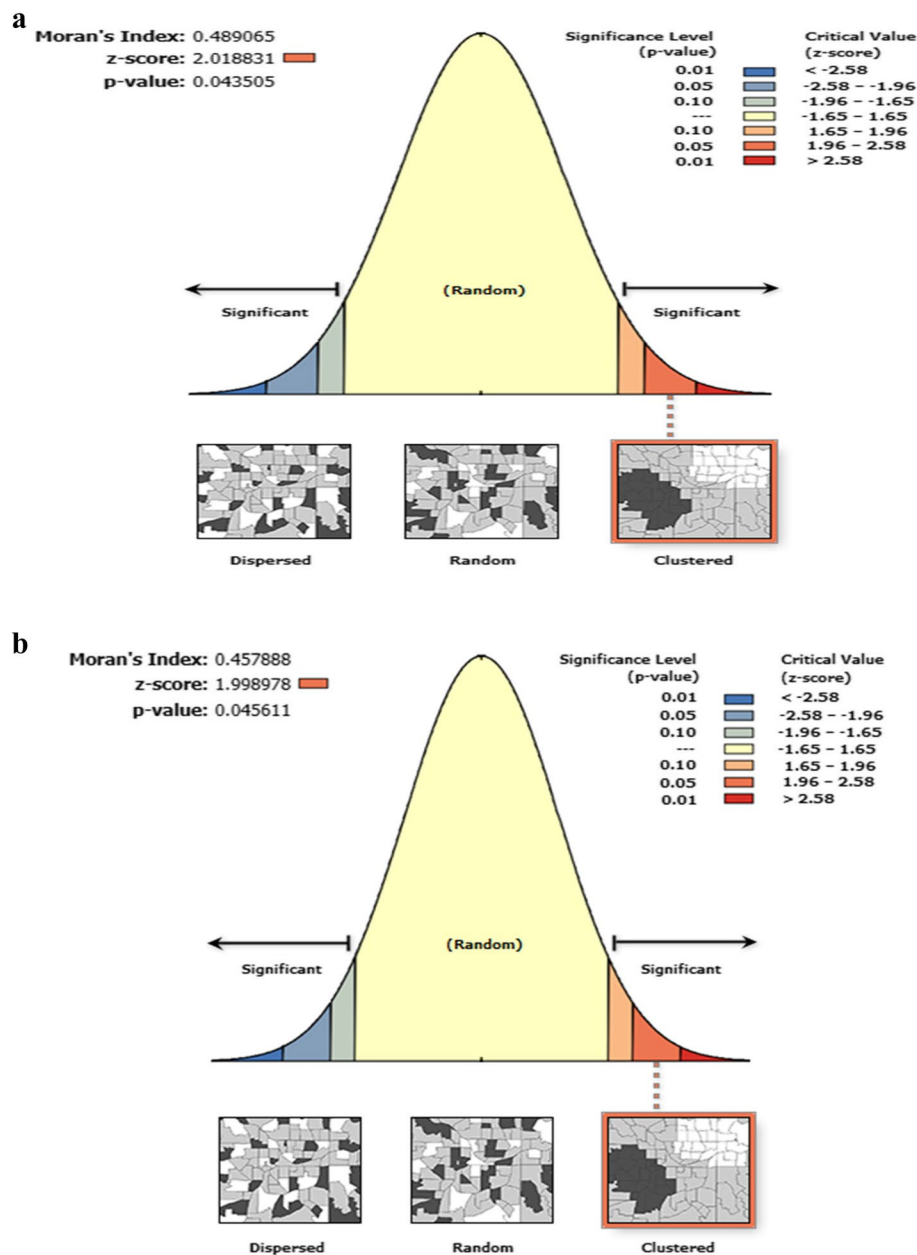 a
Moran's Index: 0.489065
z-score: 2.018831
p-value: 0.043505
Significance Level (p-value)
Critical Value (z-score)
0.01 < -2.58
0.05 -2.58 – -1.96
0.10 -1.96 – -1.65
--- -1.65 – 1.65
0.10 1.65 – 1.96
0.05 1.96 – 2.58
0.01 > 2.58
(Random)
Significant
Significant
Dispersed
Random
Clustered
b
Moran's Index: 0.457888
z-score: 1.998978
p-value: 0.045611
Significance Level (p-value)
Critical Value (z-score)
0.01 < -2.58
0.05 -2.58 – -1.96
0.10 -1.96 – -1.65
--- -1.65 – 1.65
0.10 1.65 – 1.96
0.05 1.96 – 2.58
0.01 > 2.58
(Random)
Significant
Significant
Dispersed
Random
Clustered